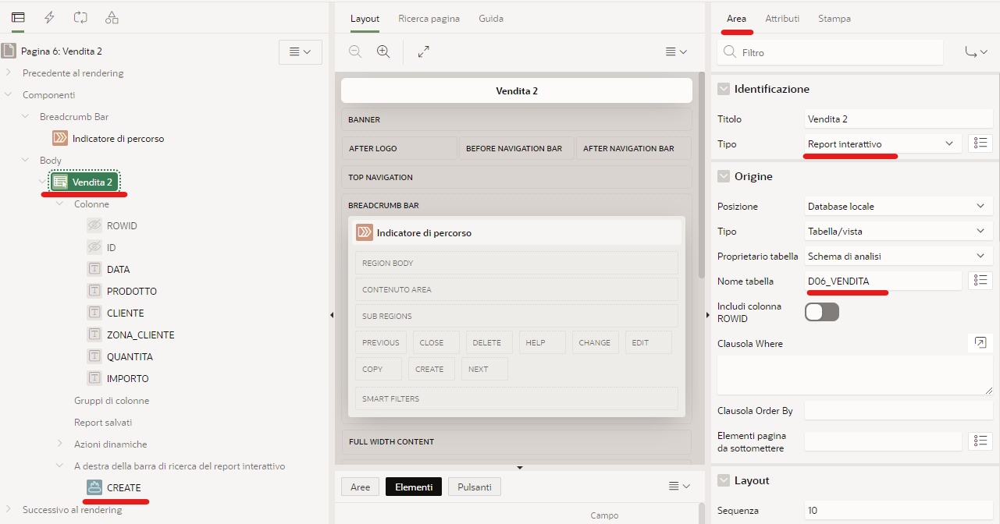 Pagina 6: Vendita 2
Precedente al rendering
Componenti
Breadcrumb Bar
Indicatore di percorso
Body
Vendita 2
Colonne
ROWID
ID
DATA
PRODOTTO
CLIENTE
ZONA_CLIENTE
QUANTITA
IMPORTO
Gruppi di colonne
Report salvati
Azioni dinamiche
A destra della barra di ricerca del report interattivo
CREATE
Successivo al rendering
Layout Ricerca pagina Guida
Vendita 2
BANNER
AFTER LOGO BEFORE NAVIGATION BAR AFTER NAVIGATION BAR
TOP NAVIGATION
BREADCRUMB BAR
Indicatore di percorso
REGION BODY
CONTENUTO AREA
SUB REGIONS
PREVIOUS CLOSE DELETE HELP CHANGE EDIT
COPY CREATE NEXT
SMART FILTERS
FULL WIDTH CONTENT
Aree Elementi Pulsanti
Campo
Area Attributi Stampa
Filtro
Identificazione
Titolo Vendita 2
Tipo Report interattivo
Origine
Posizione Database locale
Tipo Tabella/vista
Proprietario tabella Schema di analisi
Nome tabella D06_VENDITA
Includi colonna
ROWID
Clausola Where
Clausola Order By
Elementi pagina
da sottomettere
Layout
Sequenza 10